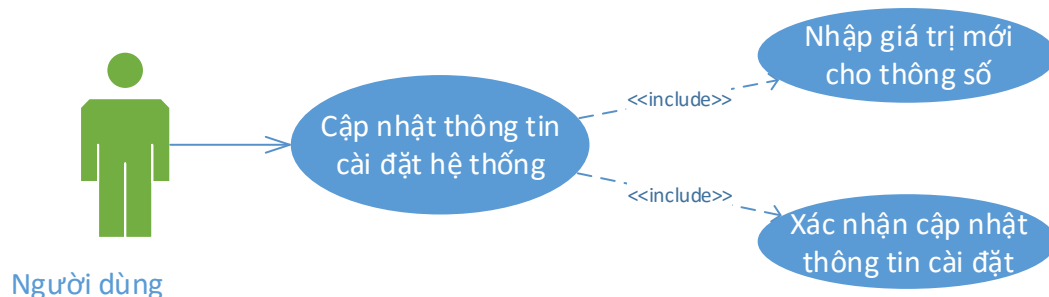 Nhập giá trị mới
cho thông số
<<include>>
Cập nhật thông tin
cài đặt hệ thống
<<include>>
Xác nhận cập nhật
thông tin cài đặt
Người dùng